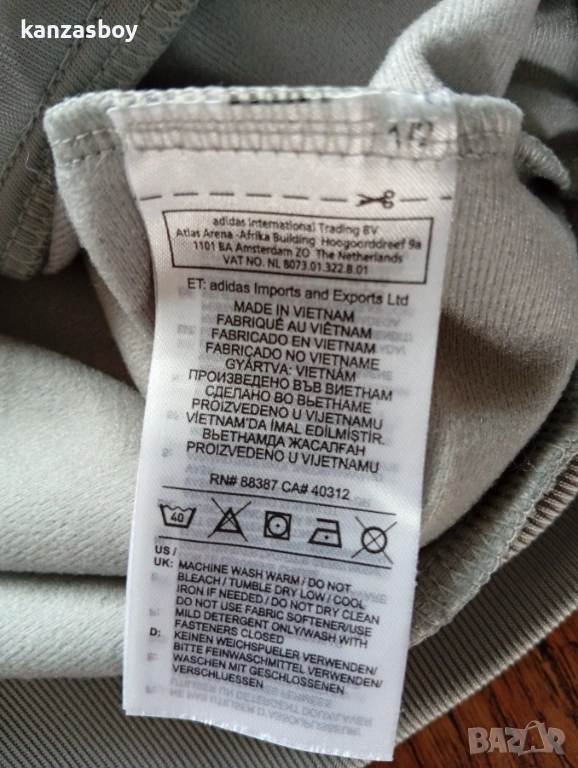 kanzasboy
1/2
adidas International Trading BV
Atlas Arena -Afrika Building Hoogoorddreef 9a
1101 BA Amsterdam ZO The Netherlands
VAT NO. NL 8073.01.322.B.01
ET: adidas Imports and Exports Ltd
MADE IN VIETNAM
FABRIQUÉ AU VIÊTNAM
FABRICADO EN VIETNAM
FABRICADO NO VIETNAME
GYÁRTVA: VIETNÁM
ПРОИЗВЕДЕНО ВЪВ ВИЕТНАМ
СДЕЛАНО ВО ВЬЕТНАМЕ
PROIZVEDENO U VIJETNAMU
VIETNAM'DA IMAL EDİLMİŞTİR.
ВЬЕТНАМДА ЖАСАЛҒАН
PROIZVEDENO U VIJETNAMU
RN# 88387 CA# 40312
40
US /
UK: MACHINE WASH WARM / DO NOT
BLEACH / TUMBLE DRY LOW / COOL
IRON IF NEEDED / DO NOT DRY CLEAN
DO NOT USE FABRIC SOFTENER/USE
MILD DETERGENT ONLY/WASH WITH
FASTENERS CLOSED
D: KEINEN WEICHSPUELER VERWENDEN/
BITTE FEINWASCHMITTEL VERWENDEN/
WASCHEN MIT GESCHLOSSENEN
VERSCHLUESSEN
BAZAR